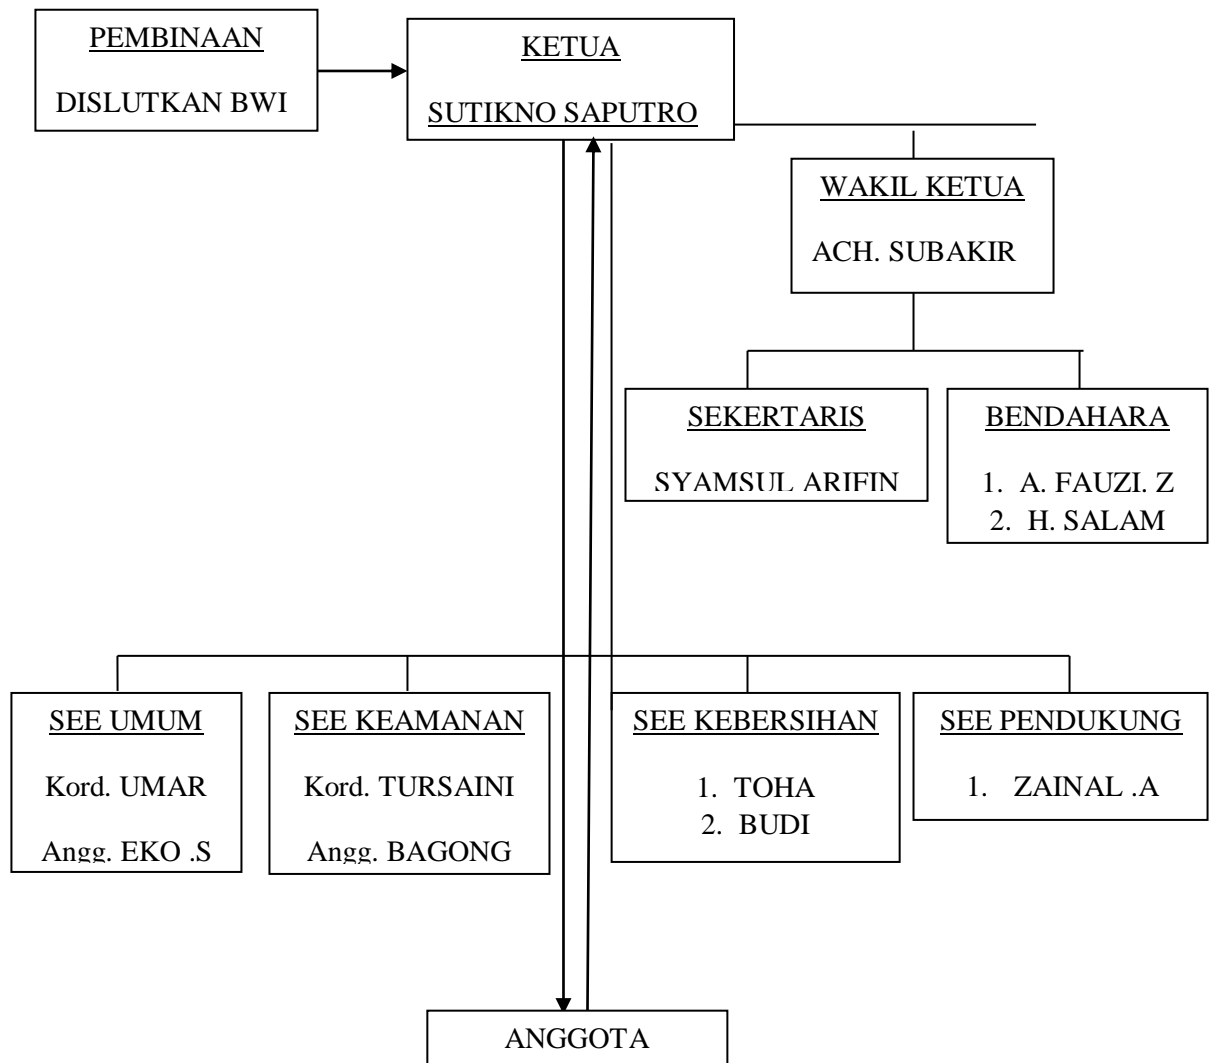 PEMBINAAN
DISLUTKAN BWI
KETUA
SUTIKNO SAPUTRO
WAKIL KETUA
ACH. SUBAKIR
SEKERTARIS
SYAMSUL ARIFIN
BENDAHARA
1. A. FAUZI. Z
2. H. SALAM
SEE UMUM
Kord. UMAR
Angg. EKO .S
SEE KEAMANAN
Kord. TURSAINI
Angg. BAGONG
SEE KEBERSIHAN
1. TOHA
2. BUDI
SEE PENDUKUNG
1. ZAINAL .A
ANGGOTA